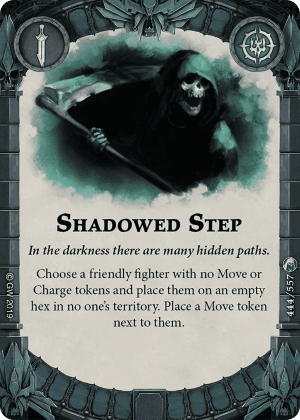 SHADOWED STEP
In the darkness there are many hidden paths.
Choose a friendly fighter with no Move or
Charge tokens and place them on an empty
hex in no one's territory. Place a Move token
next to them.
© GW 2019
444/557